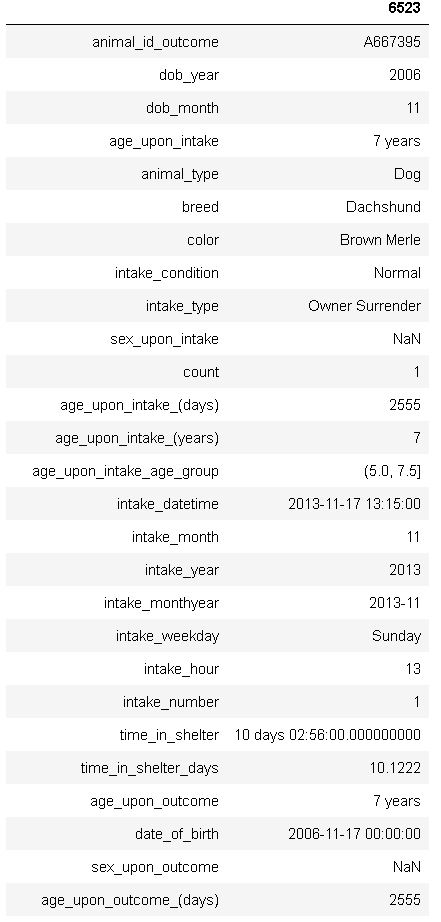 6523
animal_id_outcome A667395
dob_year 2006
dob_month 11
age_upon_intake 7 years
animal_type Dog
breed Dachshund
color Brown Merle
intake_condition Normal
intake_type Owner Surrender
sex_upon_intake NaN
count 1
age_upon_intake_(days) 2555
age_upon_intake_(years) 7
age_upon_intake_age_group (5.0, 7.5]
intake_datetime 2013-11-17 13:15:00
intake_month 11
intake_year 2013
intake_monthyear 2013-11
intake_weekday Sunday
intake_hour 13
intake_number 1
time_in_shelter 10 days 02:56:00.000000000
time_in_shelter_days 10.1222
age_upon_outcome 7 years
date_of_birth 2006-11-17 00:00:00
sex_upon_outcome NaN
age_upon_outcome_(days) 2555